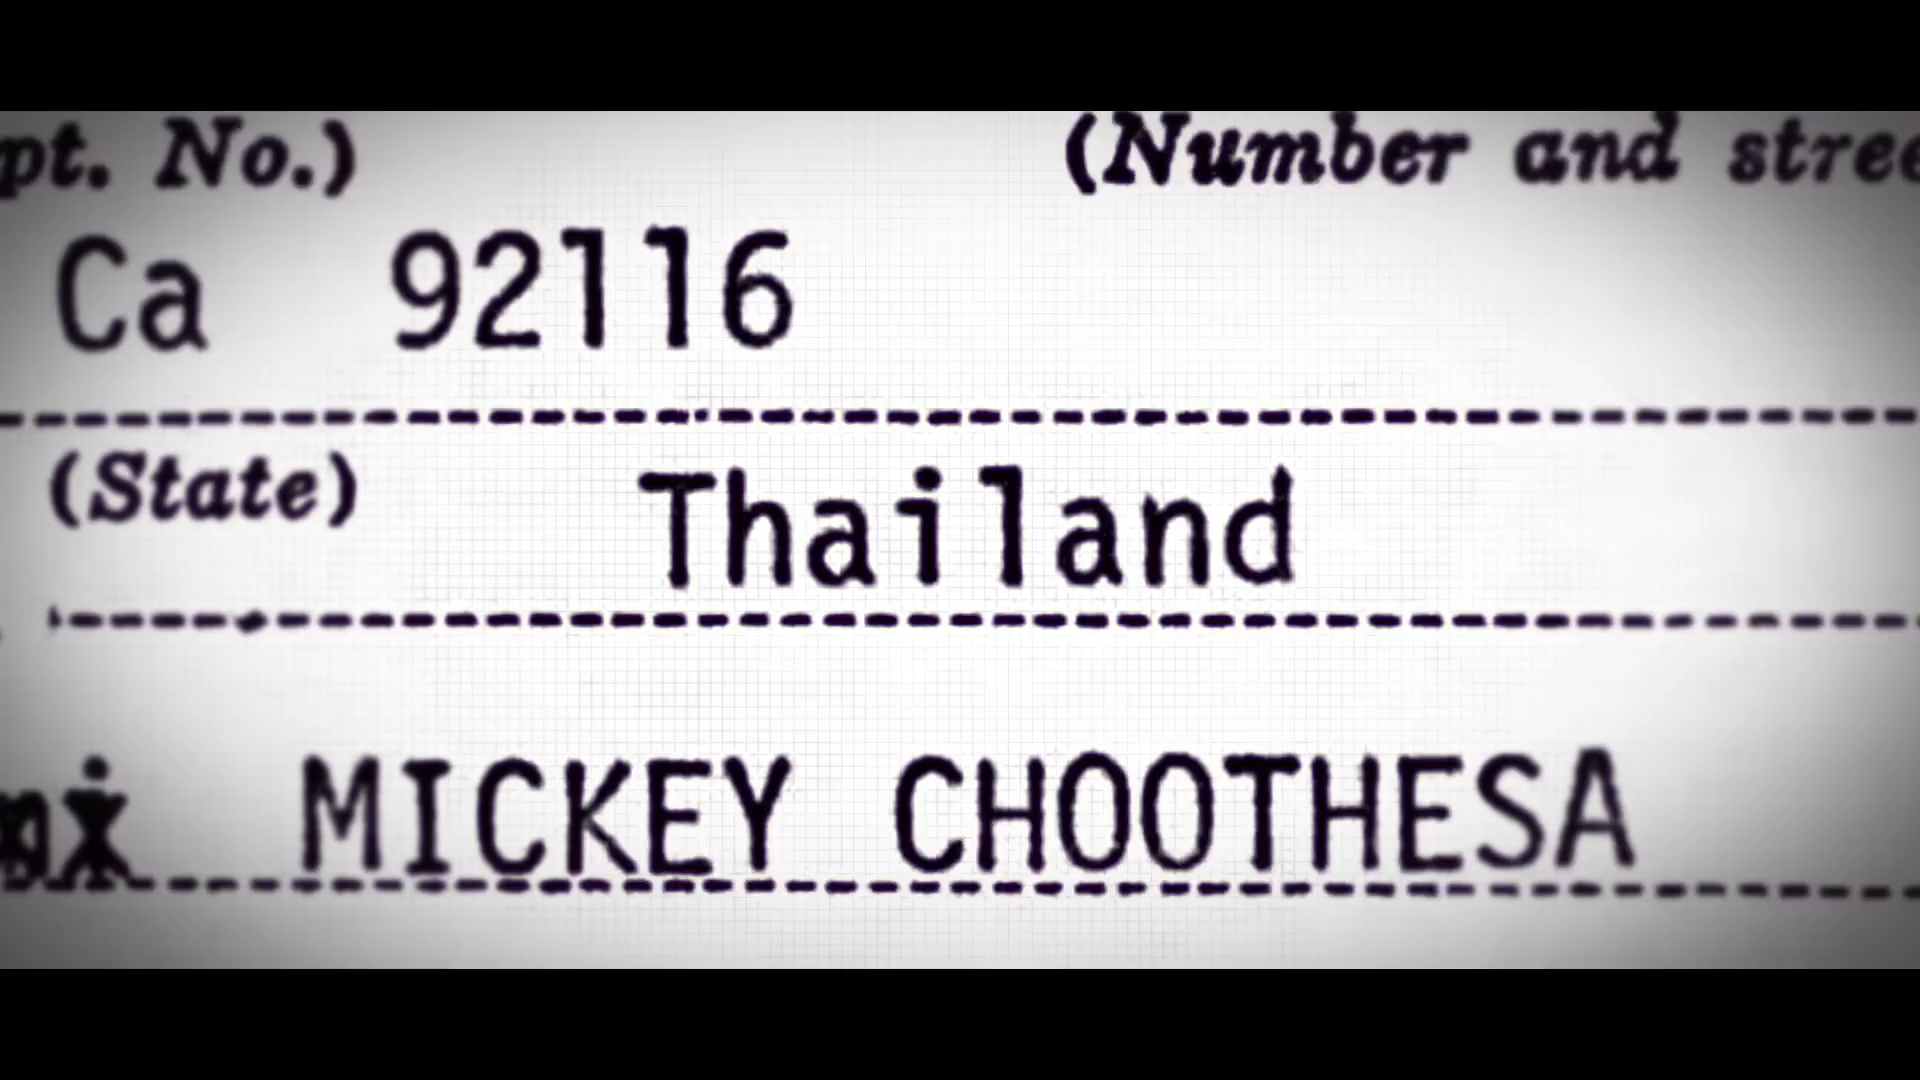 pt. No.) (Number and stree
Ca 92116
(State) Thailand
MICKEY CHOOTHESA